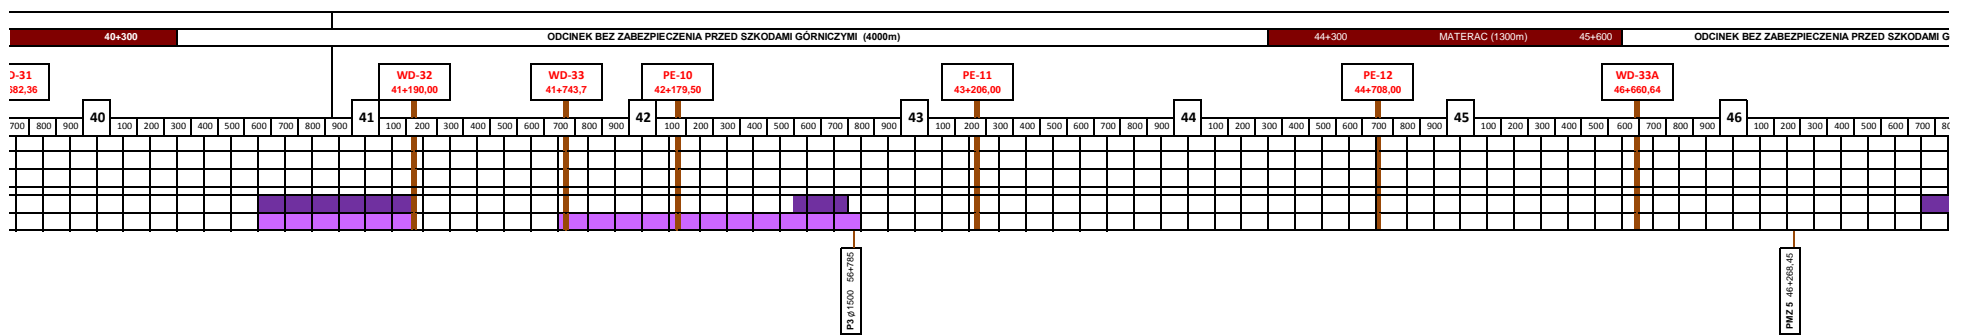 40+300 ODCINEK BEZ ZABEZPIECZENIA PRZED SZKODAMI GÓRNICZYMI (4000m) 44+300 MATERAC (1300m) 45+600 ODCINEK BEZ ZABEZPIECZENIA PRZED SZKODAMI G
D-31 WD-32 WD-33 PE-10 PE-11 PE-12 WD-33A
682,36 41+190,00 41+743,7 42+179,50 43+206,00 44+708,00 46+660,64
700 800 900 40 100 200 300 400 500 600 700 800 900 41 100 200 300 400 500 600 700 800 900 42 100 200 300 400 500 600 700 800 900 43 100 200 300 400 500 600 700 800 900 44 100 200 300 400 500 600 700 800 900 45 100 200 300 400 500 600 700 800 900 46 100 200 300 400 500 600 700 80
P3 Ø1500 56+785
PMZ 5 46+268,45